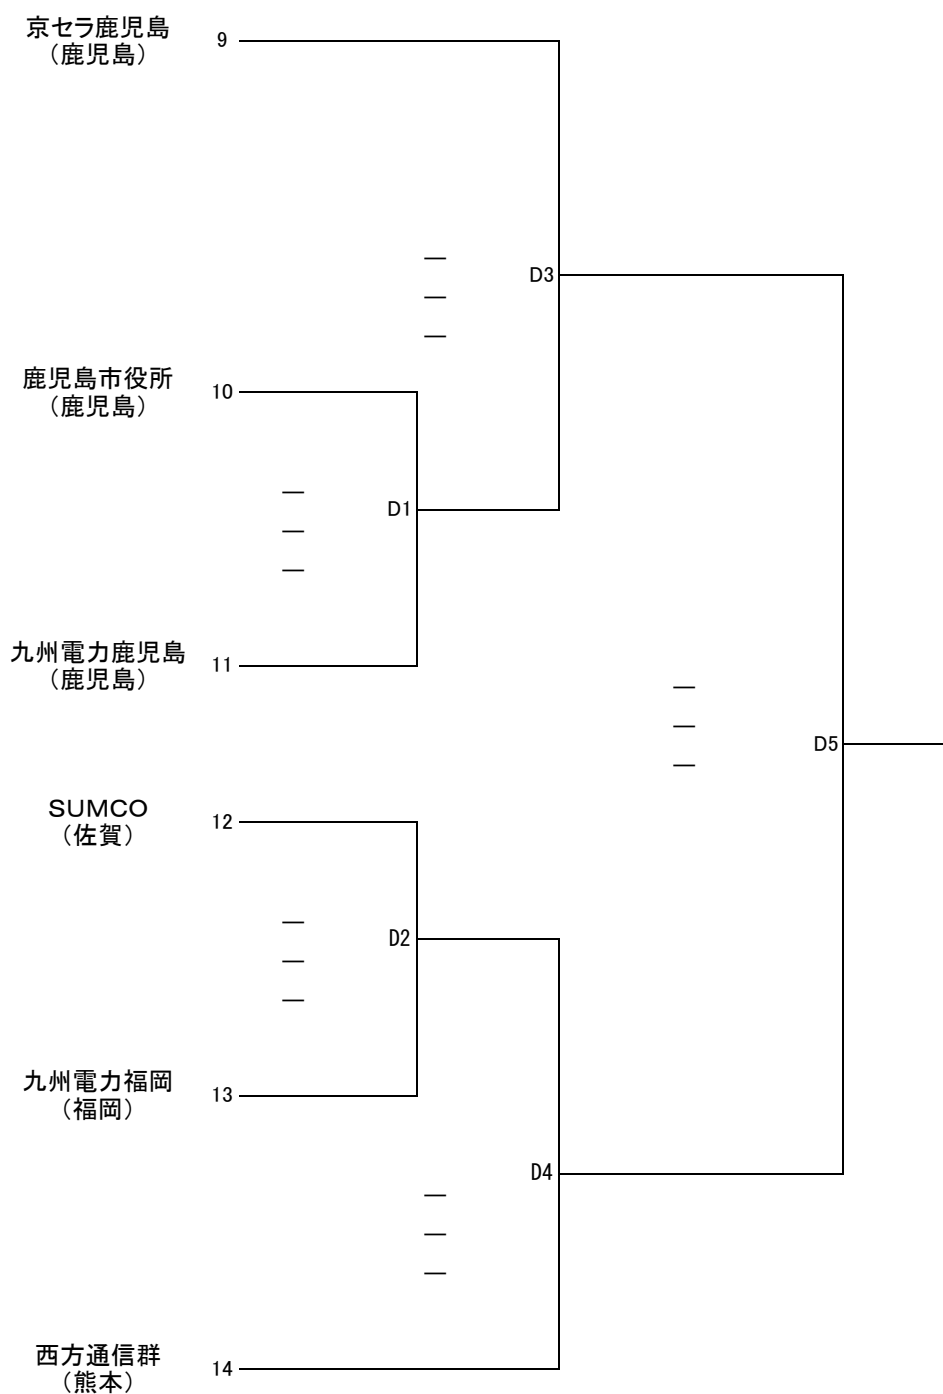 京セラ鹿児島
（鹿児島）
9
D3
鹿児島市役所
（鹿児島）
10
D1
九州電力鹿児島
（鹿児島）
11
D5
SUMCO
（佐賀）
12
D2
九州電力福岡
（福岡）
13
D4
西方通信群
（熊本）
14